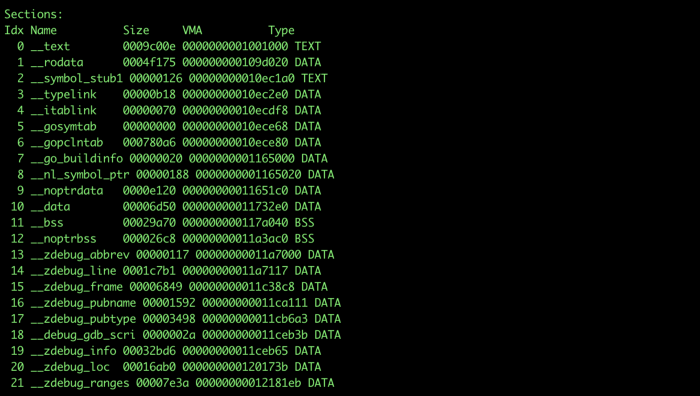 Sections:
Idx Name          Size     VMA          Type
  0 __text        0009c00e 0000000001001000 TEXT
  1 __rodata      0004f175 000000000109d020 DATA
  2 __symbol_stub1 00000126 00000000010ec1a0 TEXT
  3 __typelink    00000b18 00000000010ec2e0 DATA
  4 __itablink    00000070 00000000010ecdf8 DATA
  5 __gosymtab    00000000 00000000010ece68 DATA
  6 __gopclntab   000780a6 00000000010ece80 DATA
  7 __go_buildinfo 00000020 0000000001165000 DATA
  8 __nl_symbol_ptr 00000188 0000000001165020 DATA
  9 __noptrdata   0000e120 00000000011651c0 DATA
 10 __data        00006d50 00000000011732e0 DATA
 11 __bss         00029a70 000000000117a040 BSS
 12 __noptrbss    000026c8 00000000011a3ac0 BSS
 13 __zdebug_abbrev 00000117 00000000011a7000 DATA
 14 __zdebug_line 0001c7b1 00000000011a7117 DATA
 15 __zdebug_frame 00006849 00000000011c38c8 DATA
 16 __zdebug_pubname 00001592 00000000011ca111 DATA
 17 __zdebug_pubtype 00003498 00000000011cb6a3 DATA
 18 __debug_gdb_scri 0000002a 00000000011ceb3b DATA
 19 __zdebug_info 00032bd6 00000000011ceb65 DATA
 20 __zdebug_loc  00016ab0 000000000120173b DATA
 21 __zdebug_ranges 00007e3a 00000000012181eb DATA